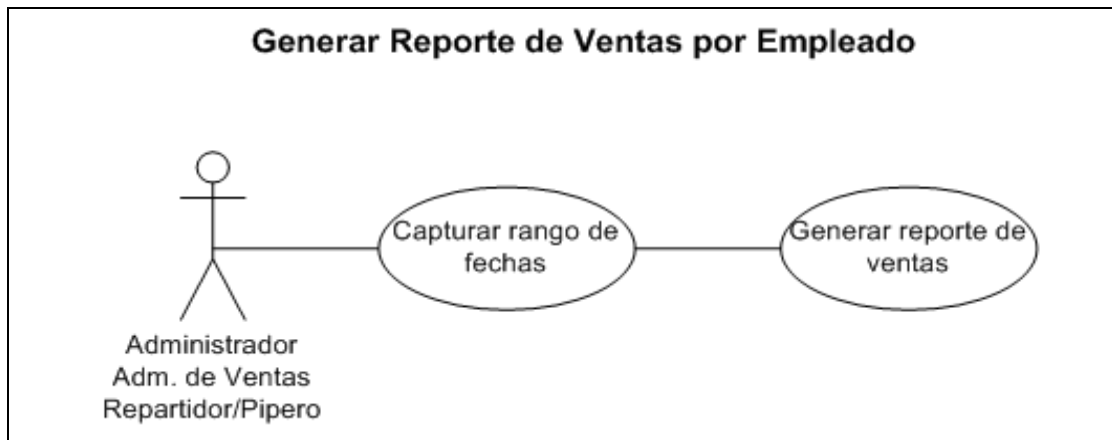 Generar Reporte de Ventas por Empleado
Capturar rango de
fechas
Generar reporte de
ventas
Administrador
Adm. de Ventas
Repartidor/Pipero